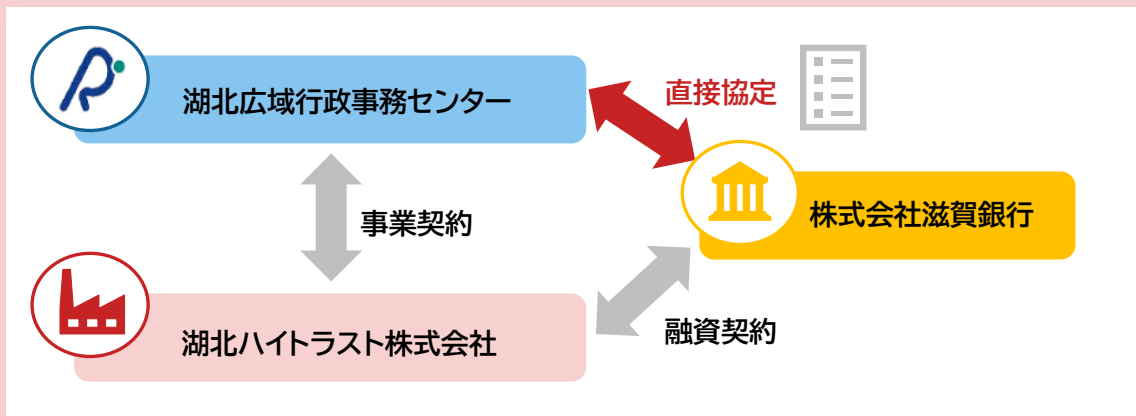 湖北広域行政事務センター
直接協定
株式会社滋賀銀行
事業契約
湖北ハイトラスト株式会社
融資契約